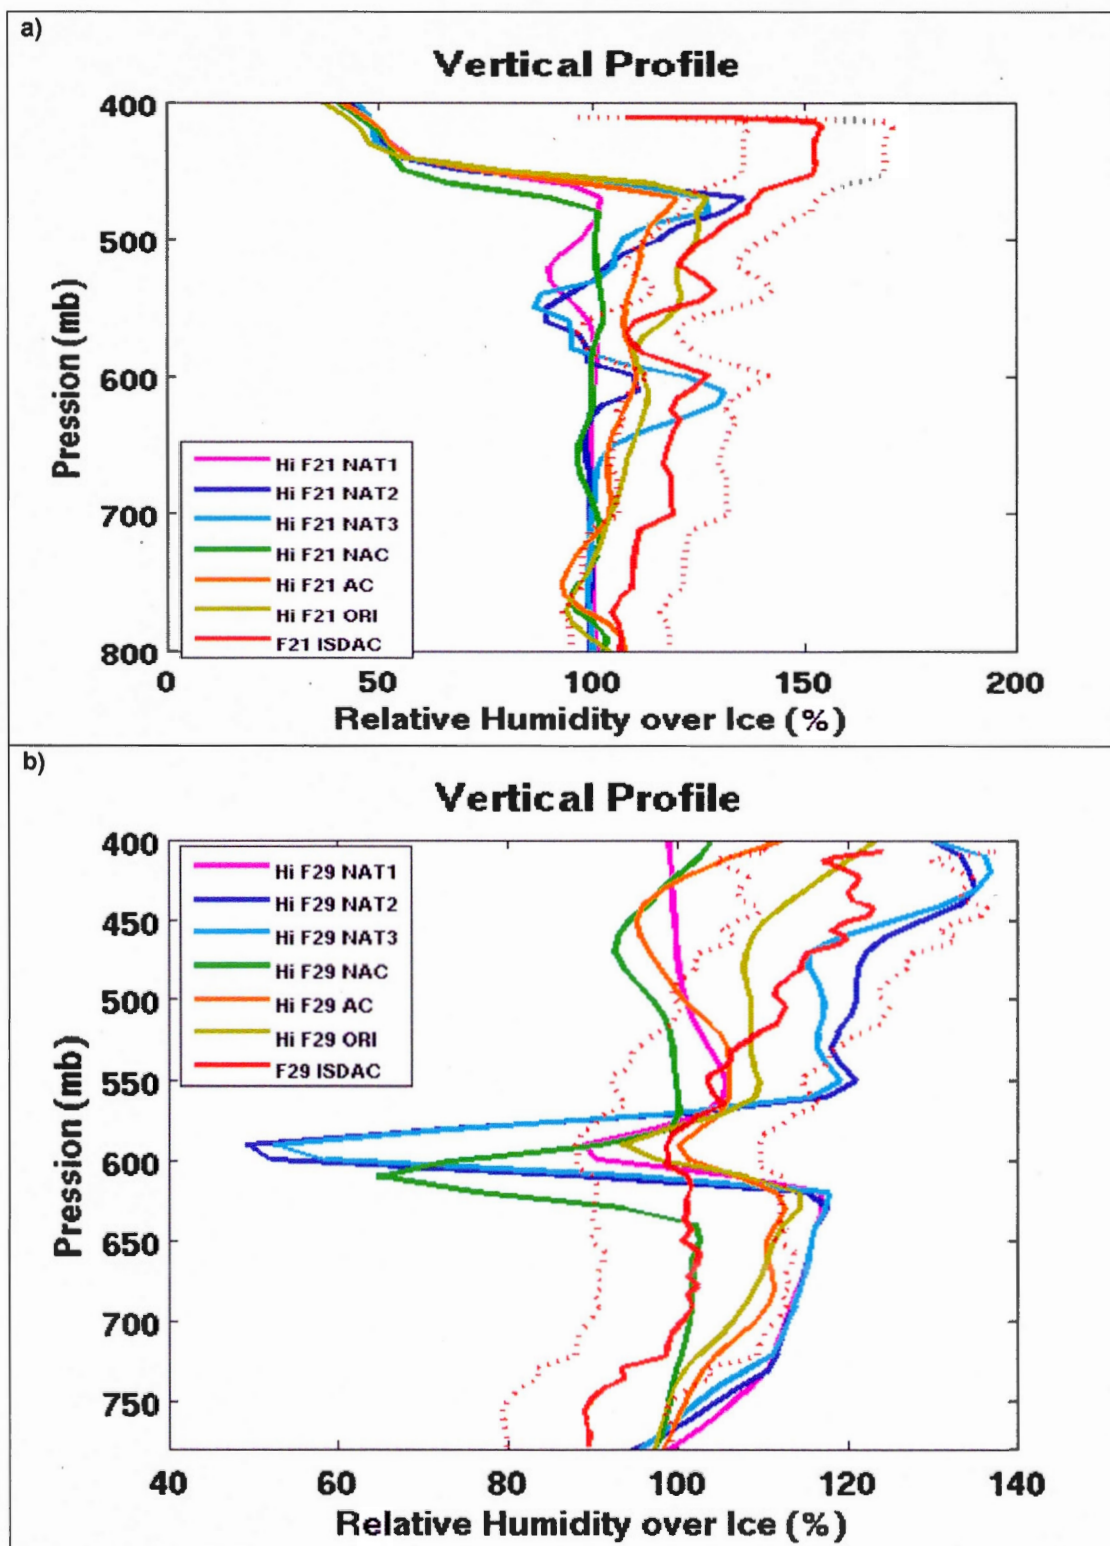 a)
Vertical Profile
400
500
600
700
800
Pression (mb)
Hi F21 NAT1
Hi F21 NAT2
Hi F21 NAT3
Hi F21 NAC
Hi F21 AC
Hi F21 ORI
F21 ISDAC
0 50 100 150 200
Relative Humidity over Ice (%)
b)
Vertical Profile
400
450
500
550
600
650
700
750
Pression (mb)
Hi F29 NAT1
Hi F29 NAT2
Hi F29 NAT3
Hi F29 NAC
Hi F29 AC
Hi F29 ORI
F29 ISDAC
40 60 80 100 120 140
Relative Humidity over Ice (%)